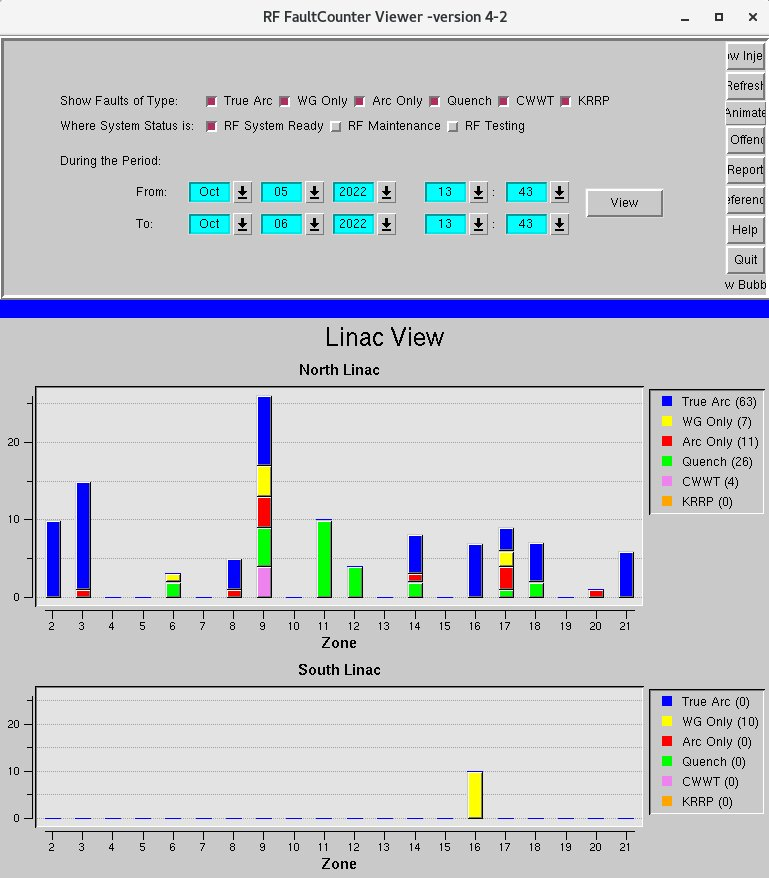 RF FaultCounter Viewer -version 4-2
Show Faults of Type: True Arc WG Only Arc Only Quench CWWT KRRP
Where System Status is: RF System Ready RF Maintenance RF Testing
During the Period:
From: Oct 05 2022 13 : 43
To: Oct 06 2022 13 : 43
View
ow Inje
Refresh
Animate
Offend
Report
eferenc
Help
Quit
w Bubb
Linac View
North Linac
20
10
0
2 3 4 5 6 7 8 9 10 11 12 13 14 15 16 17 18 19 20 21
Zone
True Arc (63)
WG Only (7)
Arc Only (11)
Quench (26)
CWWT (4)
KRRP (0)
South Linac
20
10
0
2 3 4 5 6 7 8 9 10 11 12 13 14 15 16 17 18 19 20 21
Zone
True Arc (0)
WG Only (10)
Arc Only (0)
Quench (0)
CWWT (0)
KRRP (0)